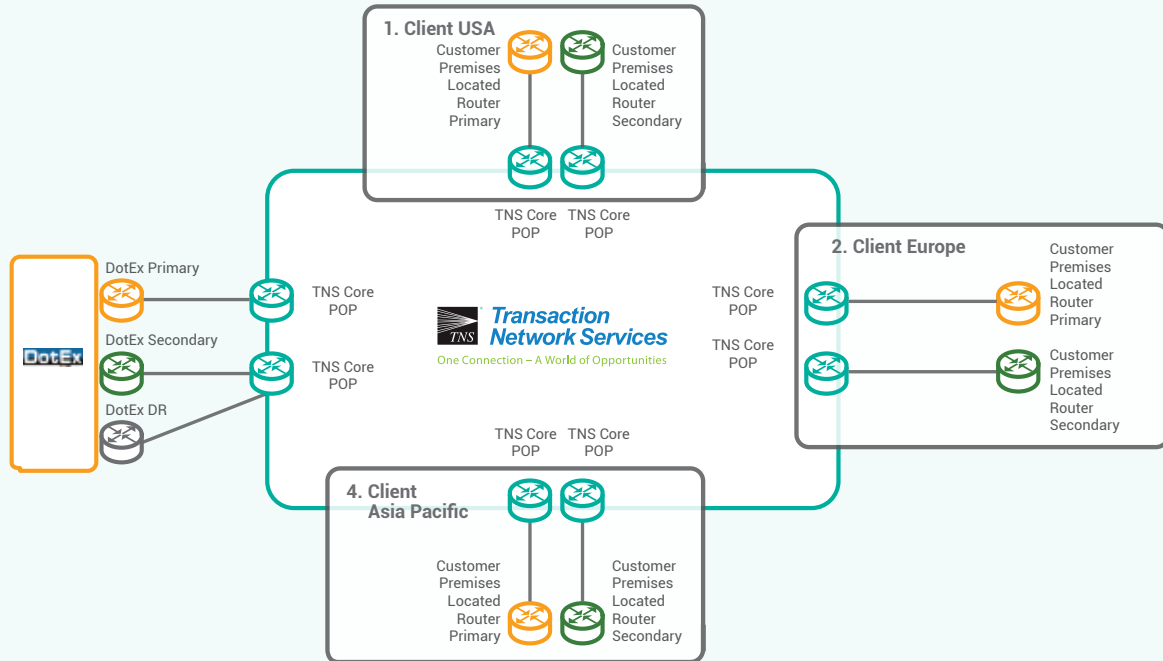 1. Client USA
Customer
Premises
Located
Router
Primary
Customer
Premises
Located
Router
Secondary
TNS Core
POP
TNS Core
POP
2. Client Europe
Customer
Premises
Located
Router
Primary
TNS Core
POP
TNS Core
POP
Customer
Premises
Located
Router
Secondary
DotEx
DotEx Primary
TNS Core
POP
DotEx Secondary
TNS Core
POP
DotEx DR
TNS
Transaction
Network Services
One Connection – A World of Opportunities
TNS Core
POP
TNS Core
POP
4. Client
Asia Pacific
Customer
Premises
Located
Router
Primary
Customer
Premises
Located
Router
Secondary